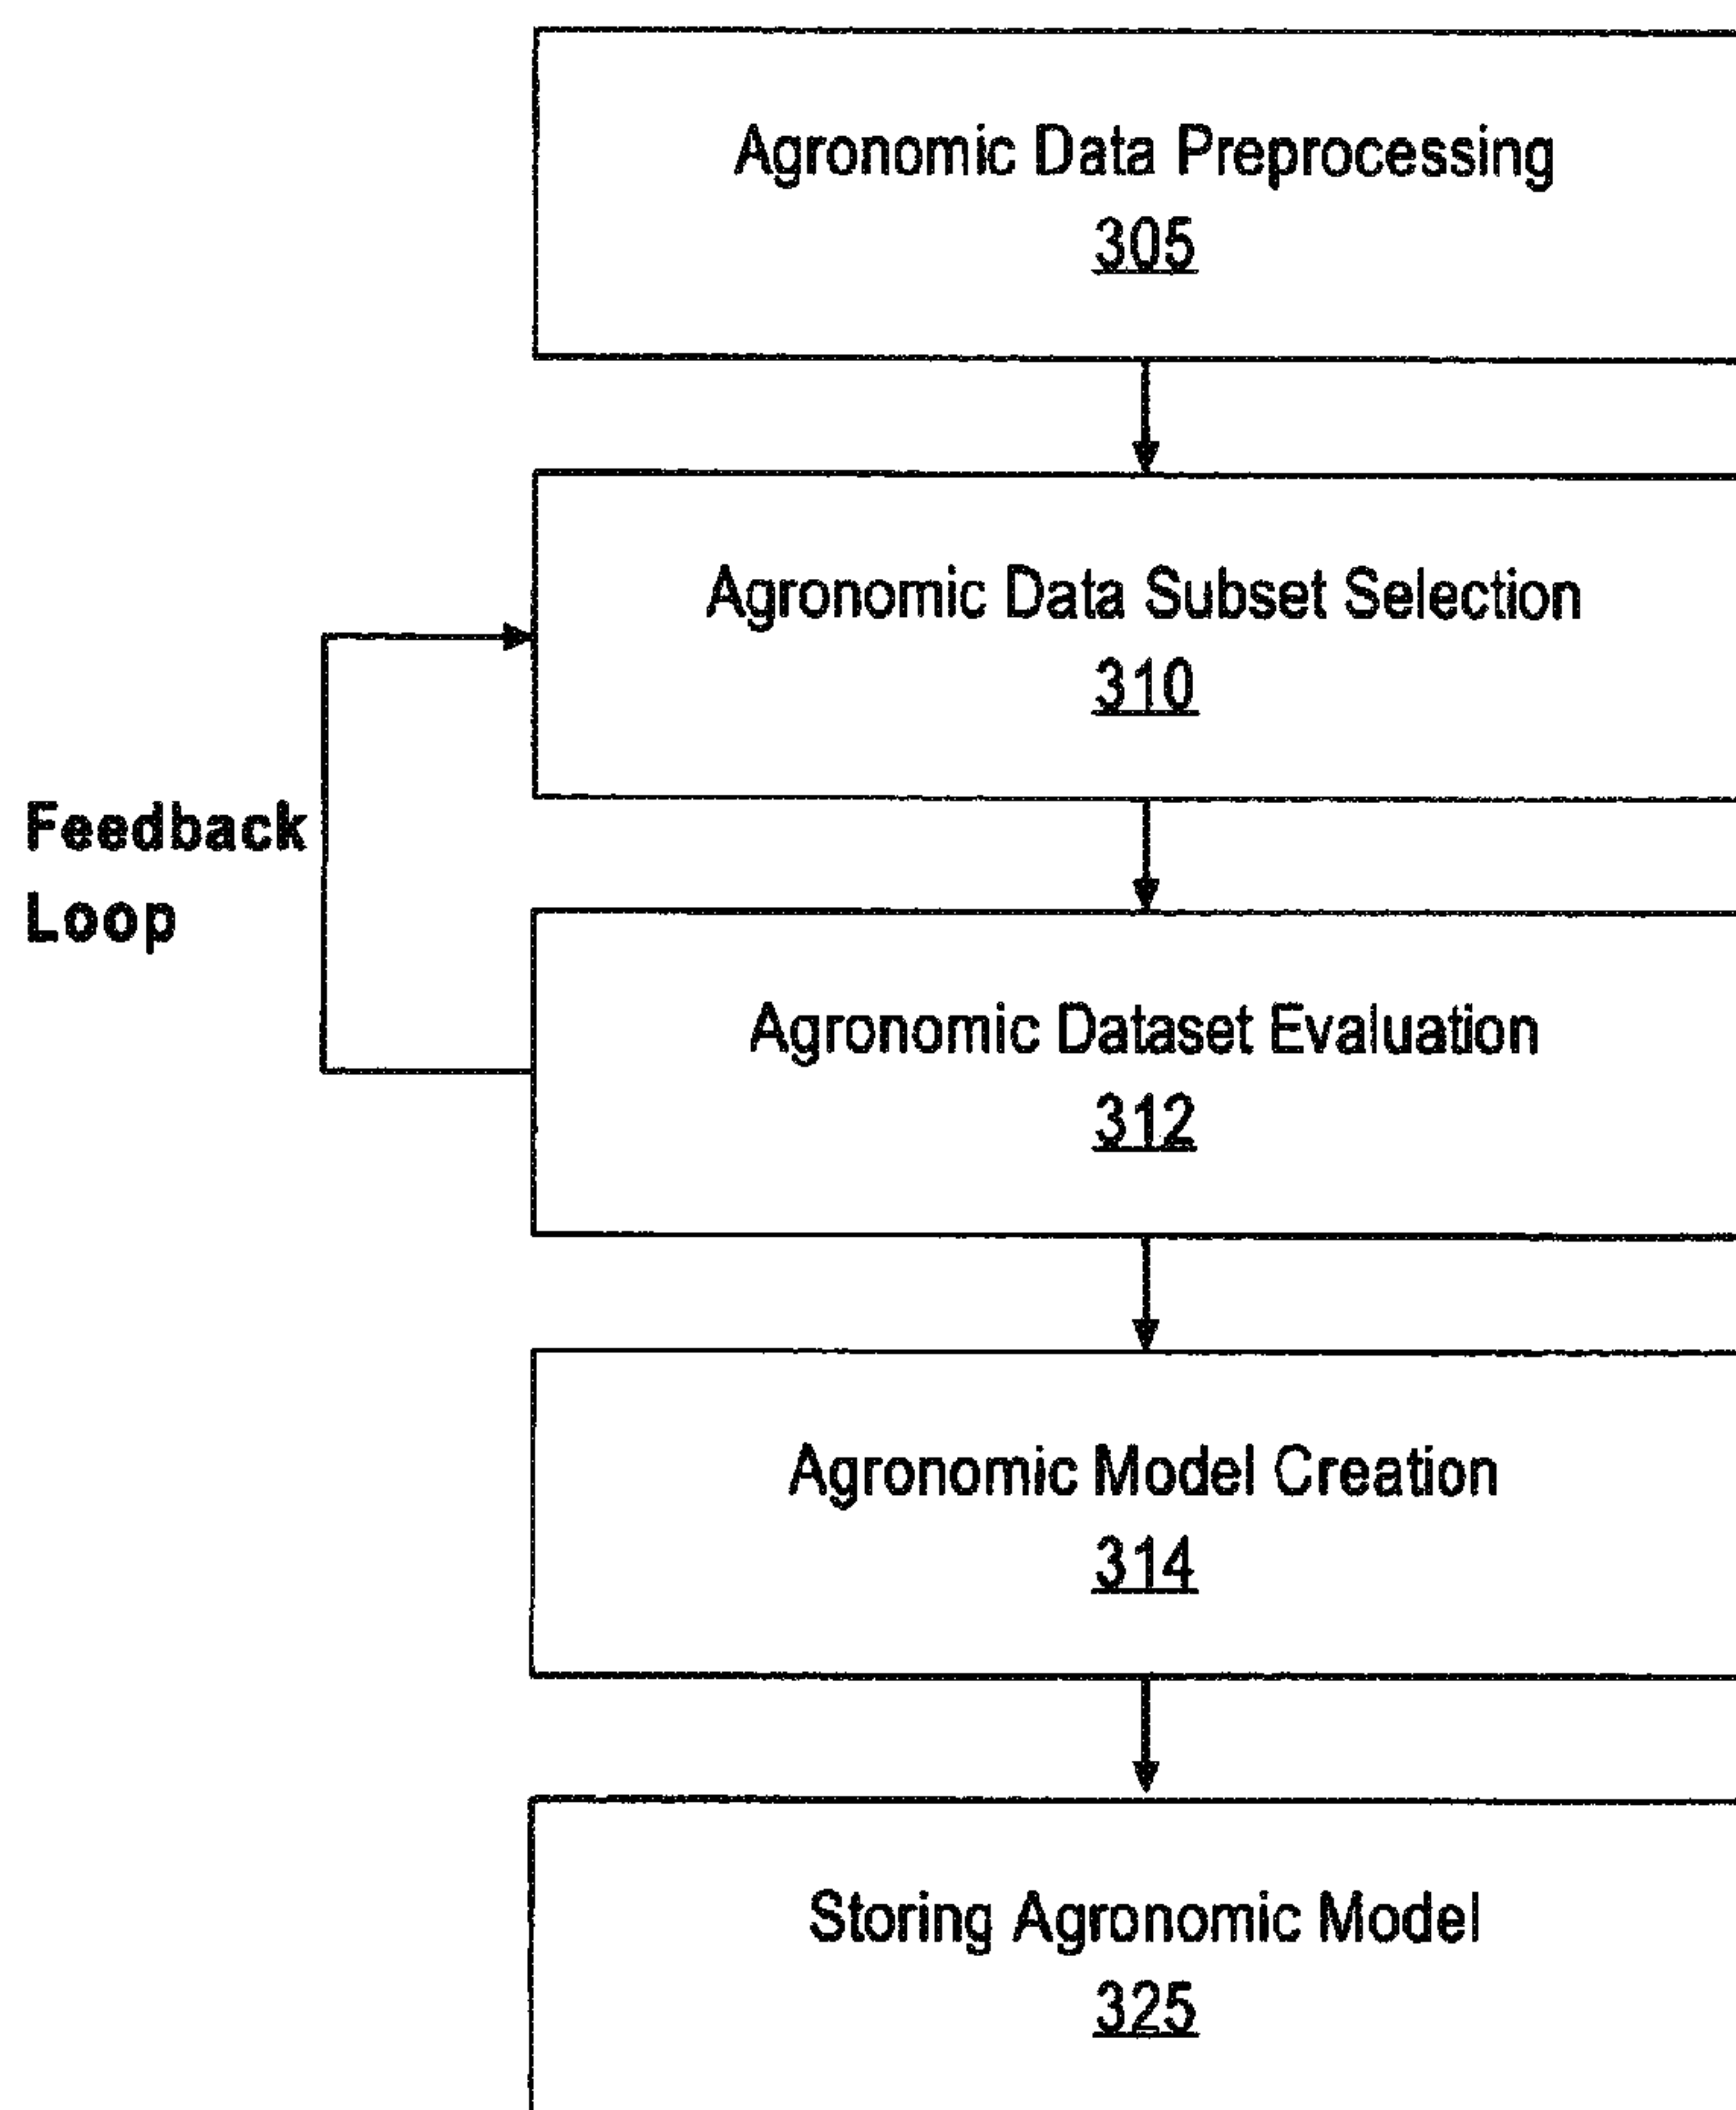 Agronomic Data Preprocessing
305
Agronomic Data Subset Selection
310
Feedback
Loop
Agronomic Dataset Evaluation
312
Agronomic Model Creation
314
Storing Agronomic Model
325